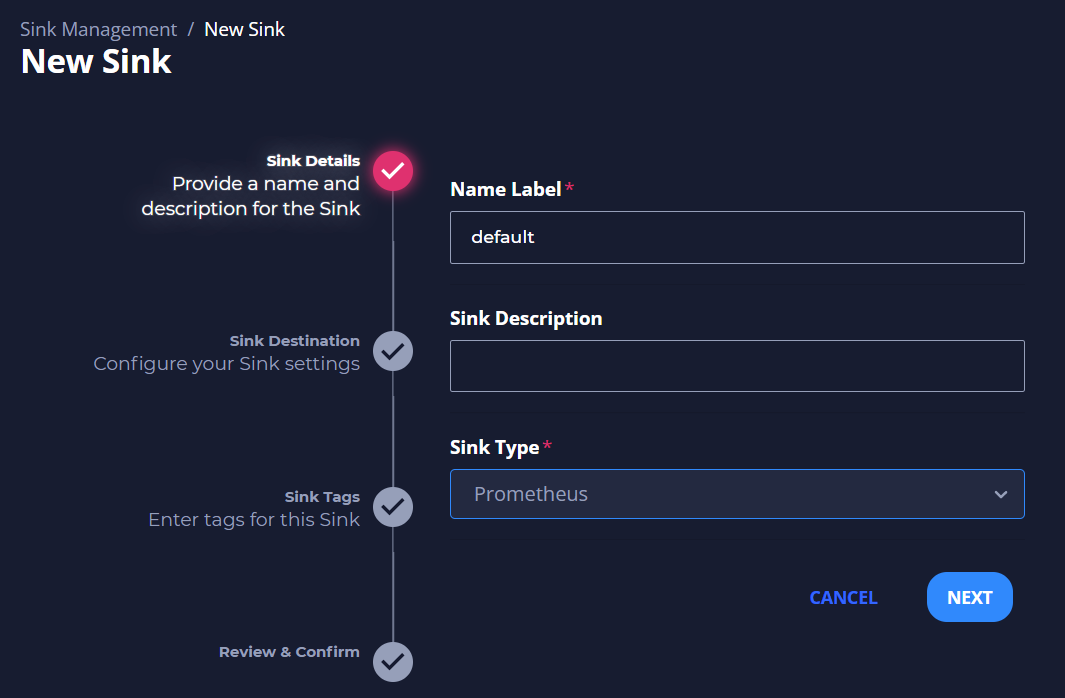 Sink Management / New Sink
New Sink
Sink Details
Provide a name and
description for the Sink
Name Label*
default
Sink Description
Sink Destination
Configure your Sink settings
Sink Type*
Prometheus
Sink Tags
Enter tags for this Sink
CANCEL NEXT
Review & Confirm